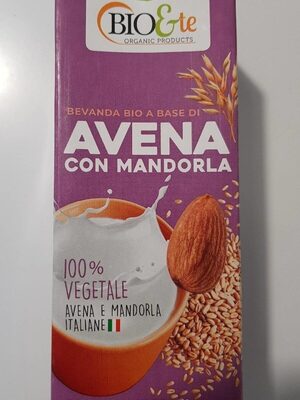 BIO&te
ORGANIC PRODUCTS
BEVANDA BIO A BASE DI
AVENA
CON MANDORLA
100%
VEGETALE
AVENA E MANDORLA
ITALIANE